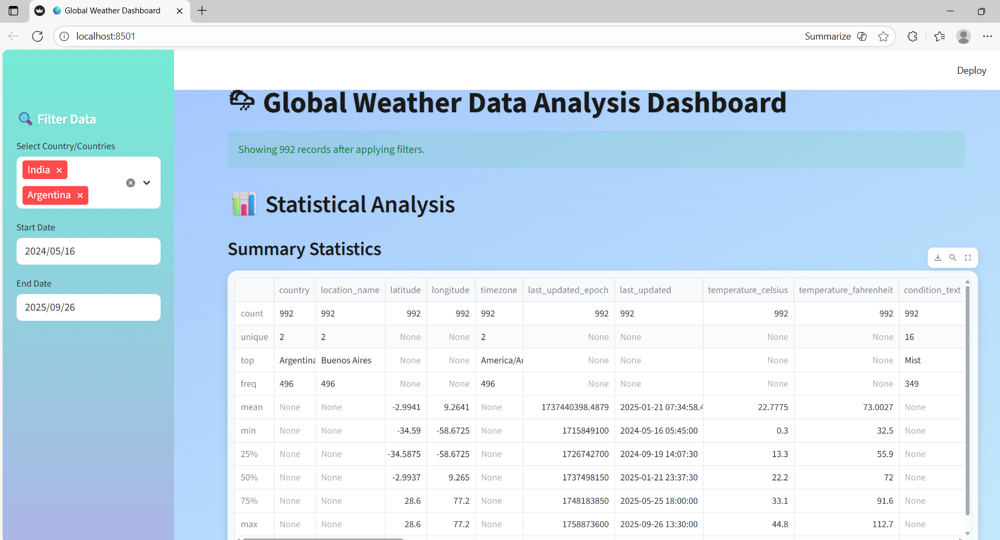 Global Weather Dashboard
localhost:8501
Summarize
Deploy
Filter Data
Select Country/Countries
India
Argentina
Start Date
2024/05/16
End Date
2025/09/26
Global Weather Data Analysis Dashboard
Showing 992 records after applying filters.
Statistical Analysis
Summary Statistics
country location_name latitude longitude timezone last_updated_epoch last_updated temperature_celsius temperature_fahrenheit condition_text
count 992 992 992 992 992 992 992 992 992 992
unique 2 2 None None 2 None None None None 16
top Argentina Buenos Aires None None America/Ar None None None None Mist
freq 496 496 None None 496 None None None None 349
mean None None -2.9941 9.2641 None 1737440398.4879 2025-01-21 07:34:58.4 22.7775 73.0027 None
min None None -34.59 -58.6725 None 1715849100 2024-05-16 05:45:00 0.3 32.5 None
25% None None -34.5875 -58.6725 None 1726742700 2024-09-19 14:07:30 13.3 55.9 None
50% None None -2.9937 9.265 None 1737498150 2025-01-21 23:37:30 22.2 72 None
75% None None 28.6 77.2 None 1748183850 2025-05-25 18:00:00 33.1 91.6 None
max None None 28.6 77.2 None 1758873600 2025-09-26 13:30:00 44.8 112.7 None